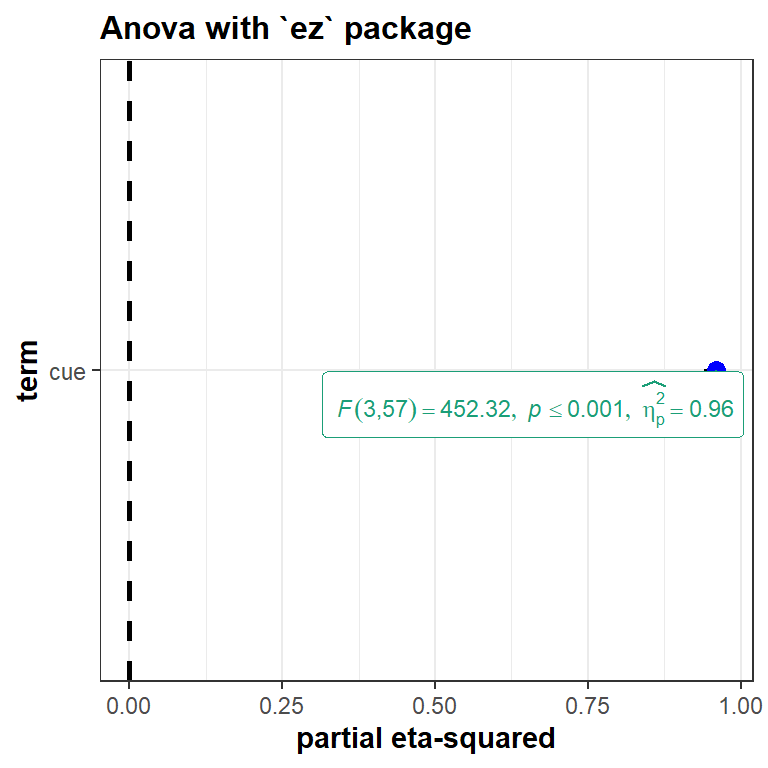 Anova with `ez` package
term
cue
F(3,57) = 452.32, p ≤ 0.001, η̂²ₚ = 0.96
0.00 0.25 0.50 0.75 1.00
partial eta-squared